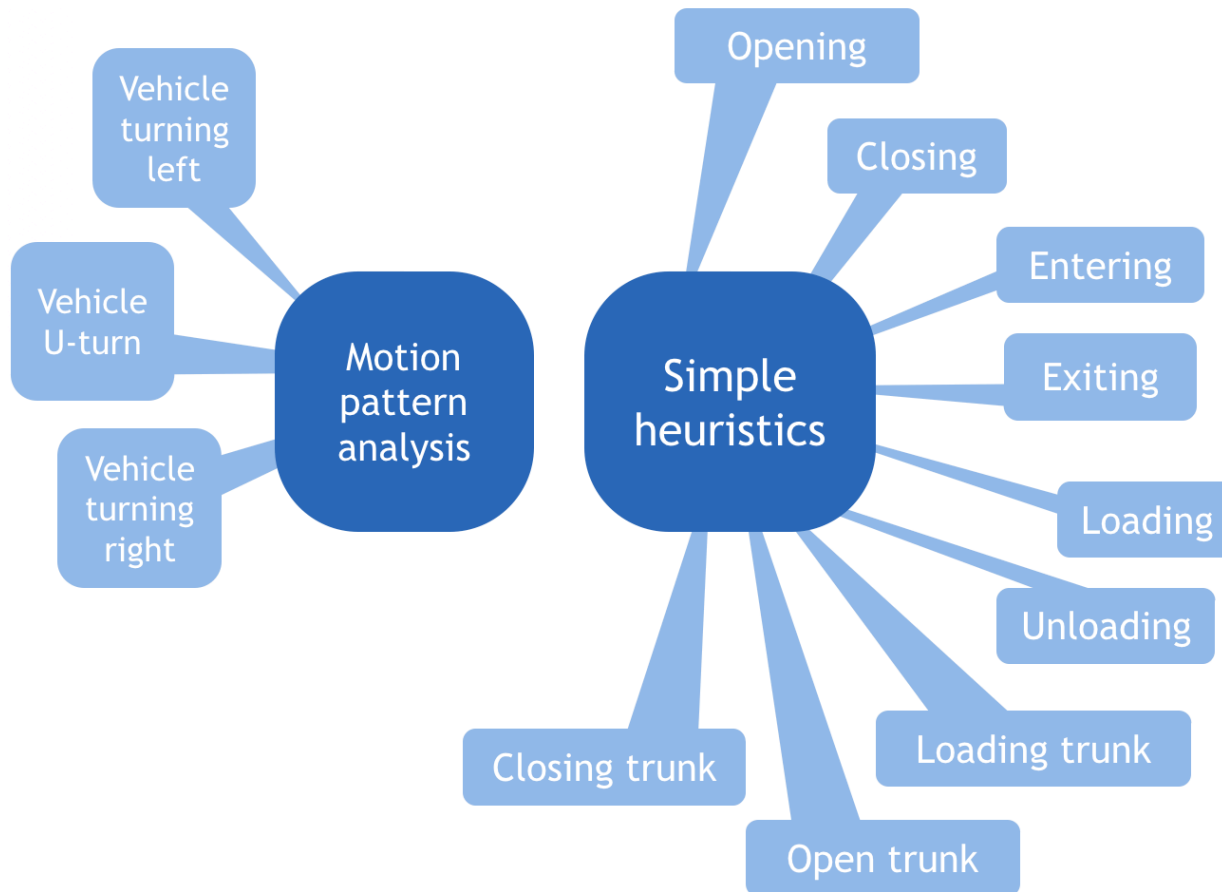 Vehicle
turning
left
Vehicle
U-turn
Vehicle
turning
right
Motion
pattern
analysis
Simple
heuristics
Opening
Closing
Entering
Exiting
Loading
Unloading
Loading trunk
Open trunk
Closing trunk